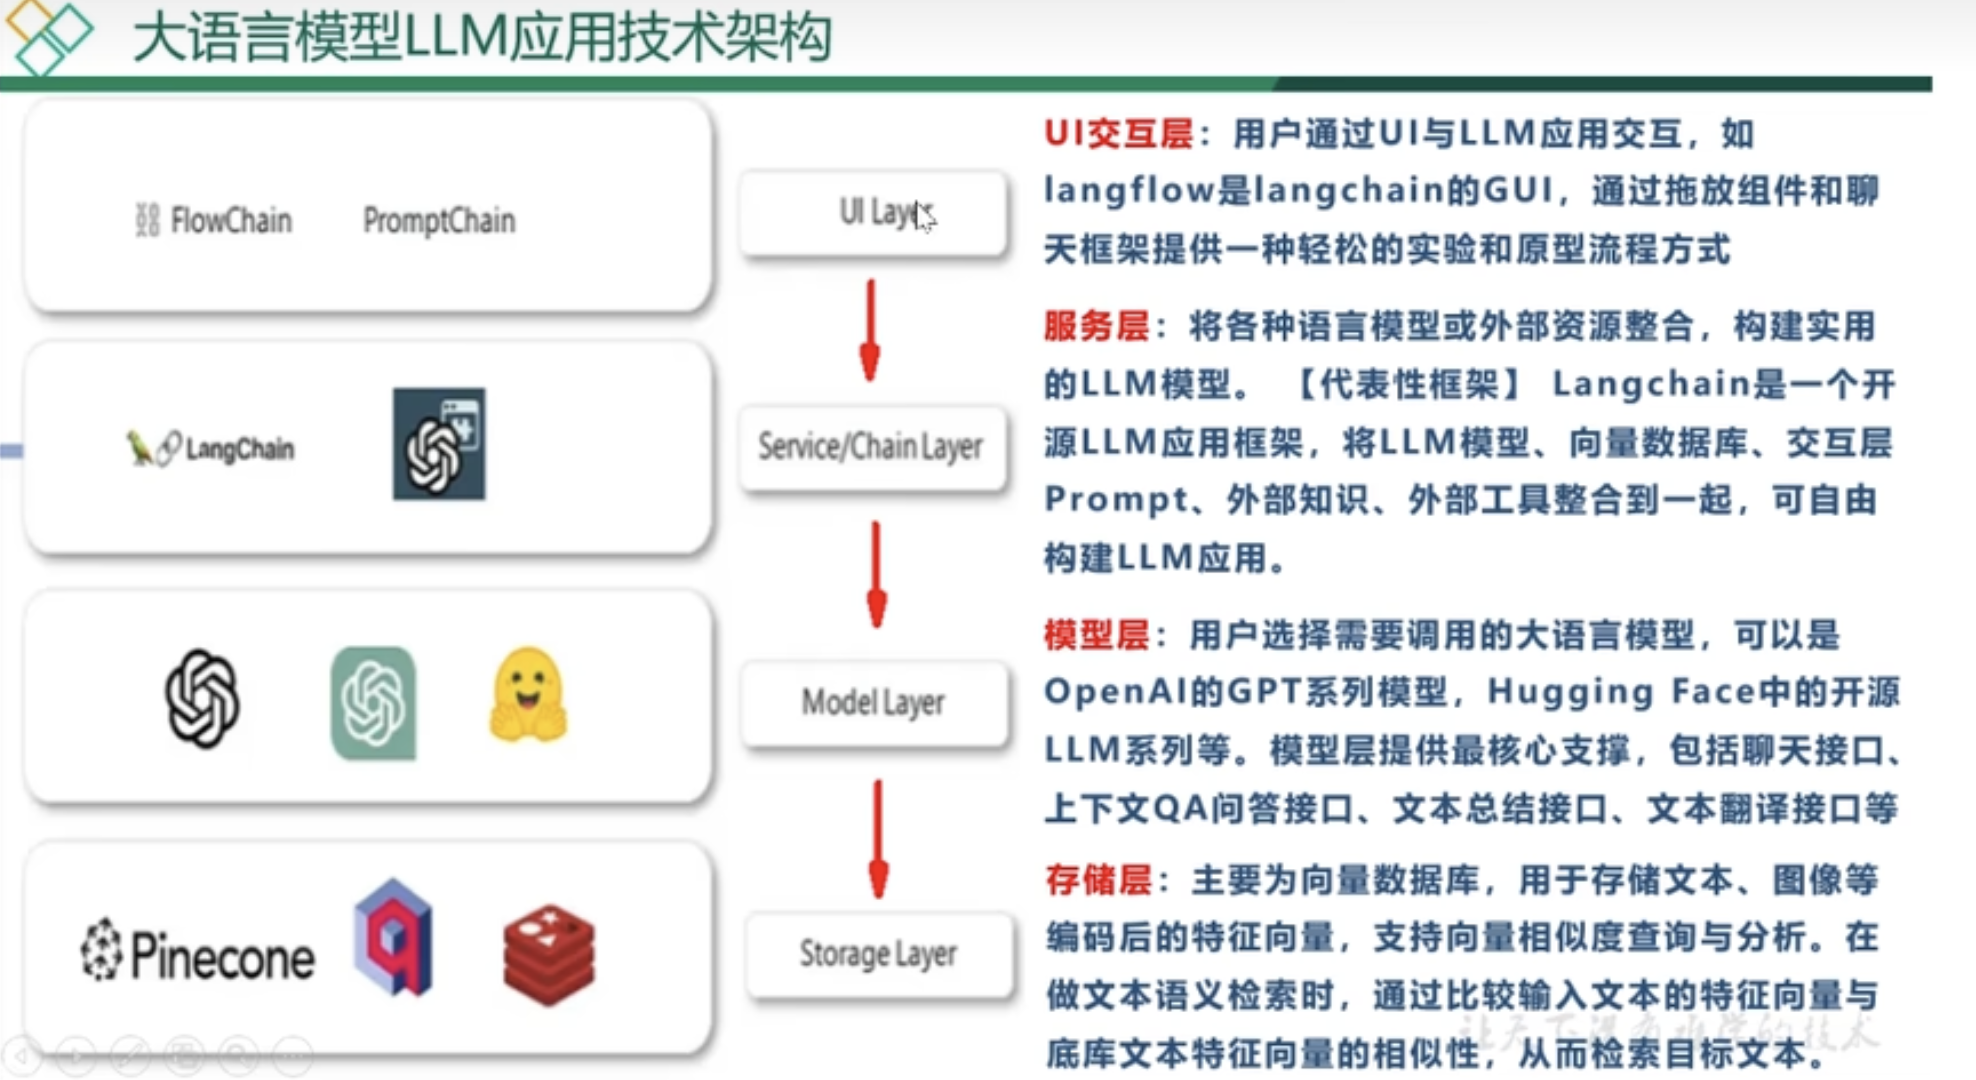 大语言模型LLM应用技术架构
FlowChain PromptChain
UI Layer
LangChain
Service/Chain Layer
Model Layer
Pinecone
Storage Layer
UI交互层：用户通过UI与LLM应用交互，如
langflow是langchain的GUI，通过拖放组件和聊
天框架提供一种轻松的实验和原型流程方式
服务层：将各种语言模型或外部资源整合，构建实用
的LLM模型。 【代表性框架】 Langchain是一个开
源LLM应用框架，将LLM模型、向量数据库、交互层
Prompt、外部知识、外部工具整合到一起，可自由
构建LLM应用。
模型层：用户选择需要调用的大语言模型，可以是
OpenAI的GPT系列模型，Hugging Face中的开源
LLM系列等。模型层提供最核心支撑，包括聊天接口、
上下文QA问答接口、文本总结接口、文本翻译接口等
存储层：主要为向量数据库，用于存储文本、图像等
编码后的特征向量，支持向量相似度查询与分析。在
做文本语义检索时，通过比较输入文本的特征向量与
底库文本特征向量的相似性，从而检索目标文本。
让天下没有难学的技术